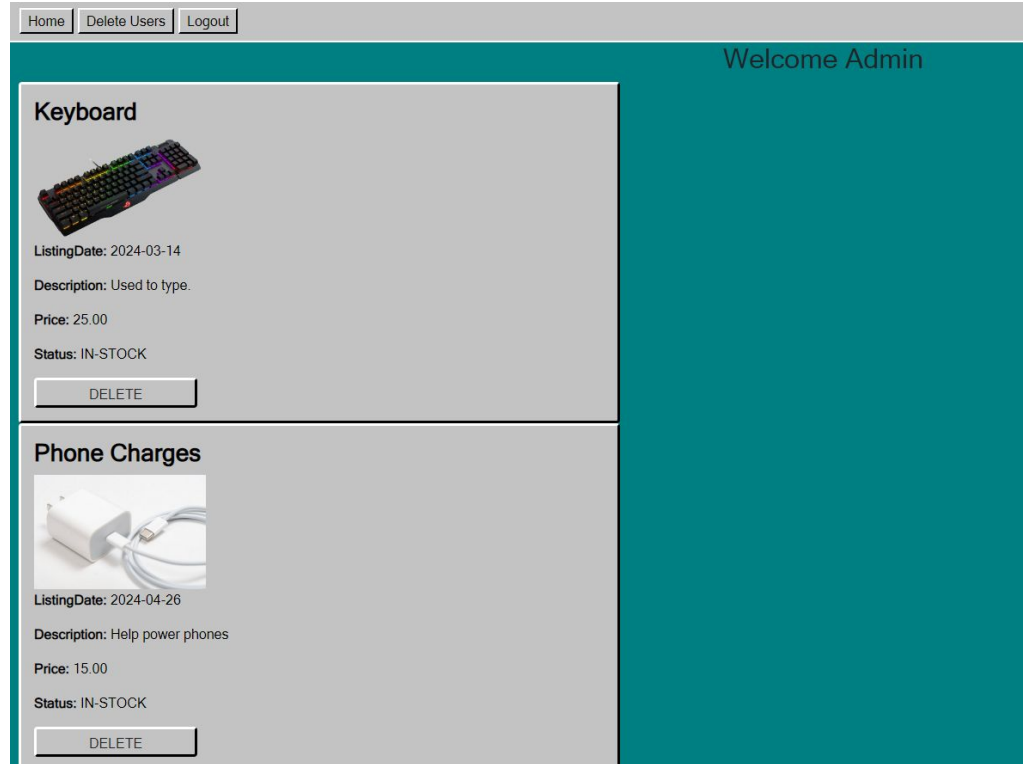 Home Delete Users Logout
Welcome Admin
Keyboard
ListingDate: 2024-03-14
Description: Used to type.
Price: 25.00
Status: IN-STOCK
DELETE
Phone Charges
ListingDate: 2024-04-26
Description: Help power phones
Price: 15.00
Status: IN-STOCK
DELETE